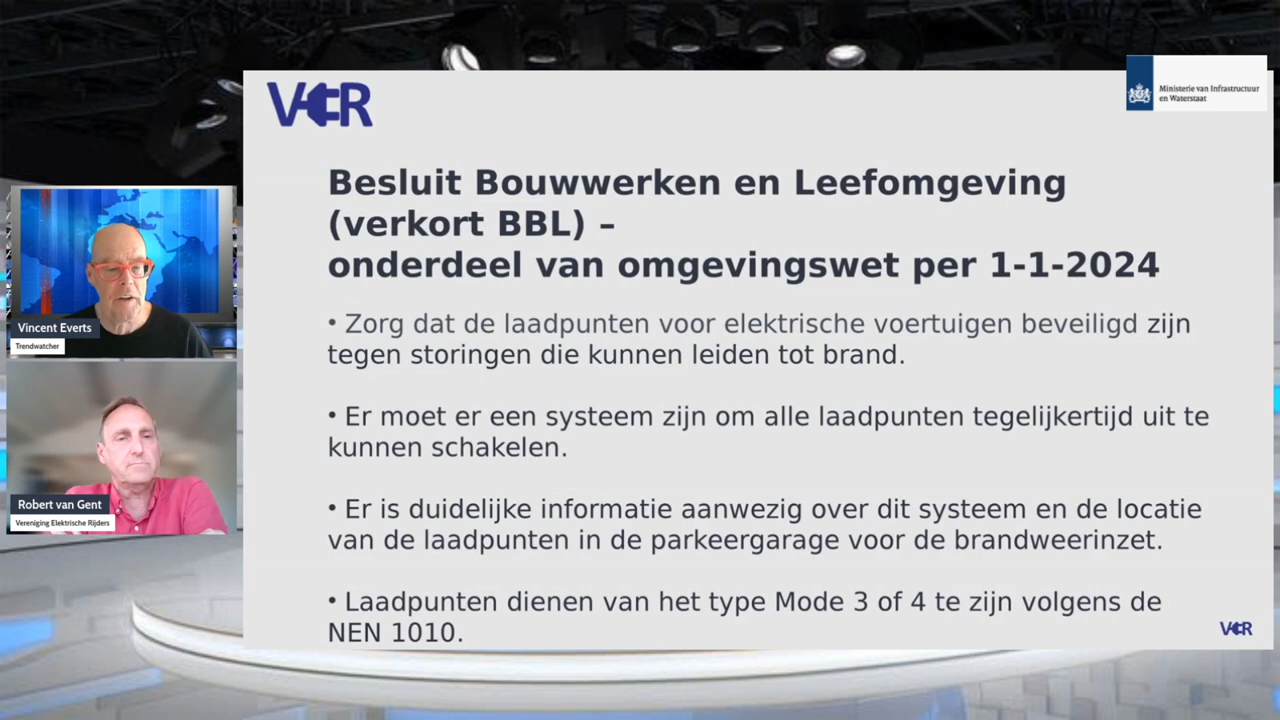 VER
Ministerie van Infrastructuur
en Waterstaat
Besluit Bouwwerken en Leefomgeving
(verkort BBL) –
onderdeel van omgevingswet per 1-1-2024
• Zorg dat de laadpunten voor elektrische voertuigen beveiligd zijn
tegen storingen die kunnen leiden tot brand.
• Er moet er een systeem zijn om alle laadpunten tegelijkertijd uit te
kunnen schakelen.
• Er is duidelijke informatie aanwezig over dit systeem en de locatie
van de laadpunten in de parkeergarage voor de brandweerinzet.
• Laadpunten dienen van het type Mode 3 of 4 te zijn volgens de
NEN 1010.
VER
Vincent Everts
Trendwatcher
Robert van Gent
Vereniging Elektrische Rijders